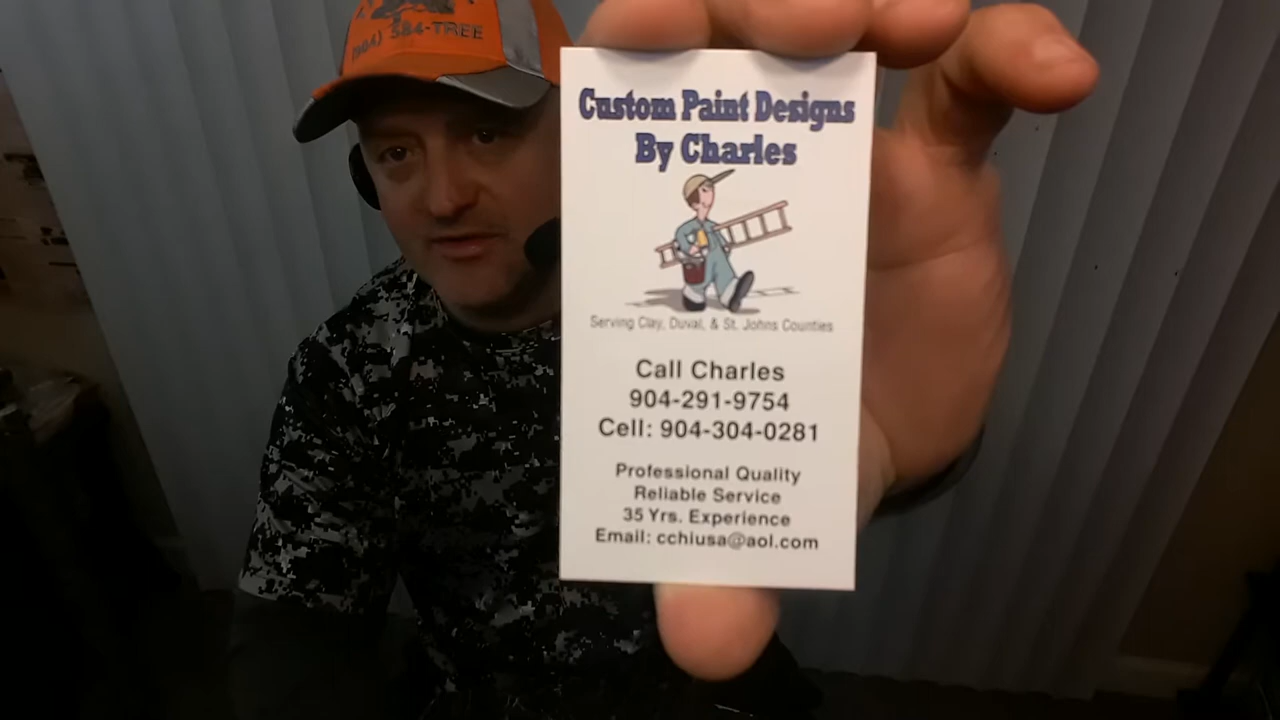 (904) 584-TREE
Custom Paint Designs
By Charles
Serving Clay, Duval, & St. Johns Counties
Call Charles
904-291-9754
Cell: 904-304-0281
Professional Quality
Reliable Service
35 Yrs. Experience
Email: cchiusa@aol.com